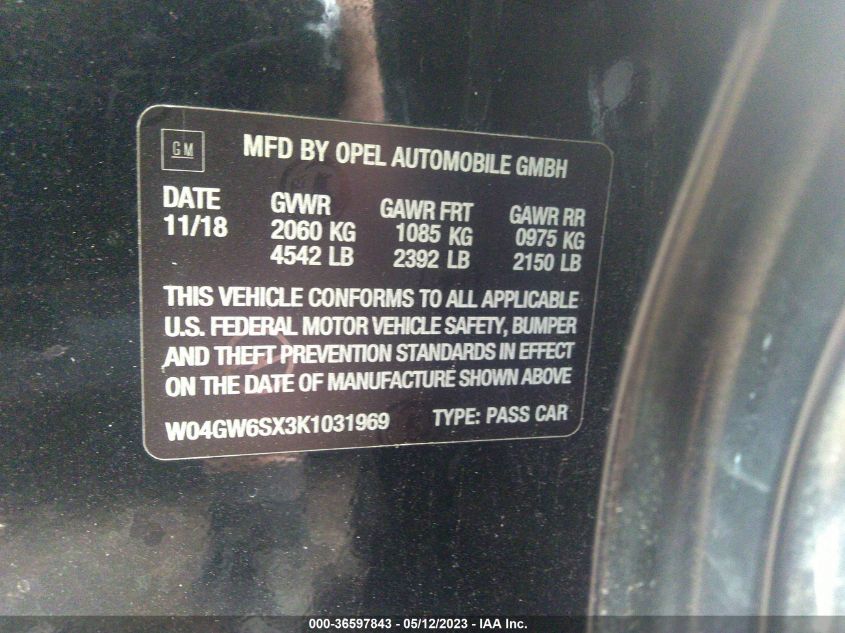 GM
MFD BY OPEL AUTOMOBILE GMBH
DATE GVWR GAWR FRT GAWR RR
11/18 2060 KG 1085 KG 0975 KG
4542 LB 2392 LB 2150 LB
THIS VEHICLE CONFORMS TO ALL APPLICABLE
U.S. FEDERAL MOTOR VEHICLE SAFETY, BUMPER
AND THEFT PREVENTION STANDARDS IN EFFECT
ON THE DATE OF MANUFACTURE SHOWN ABOVE
W04GW6SX3K1031969 TYPE: PASS CAR
000-36597843 - 05/12/2023 - IAA Inc.